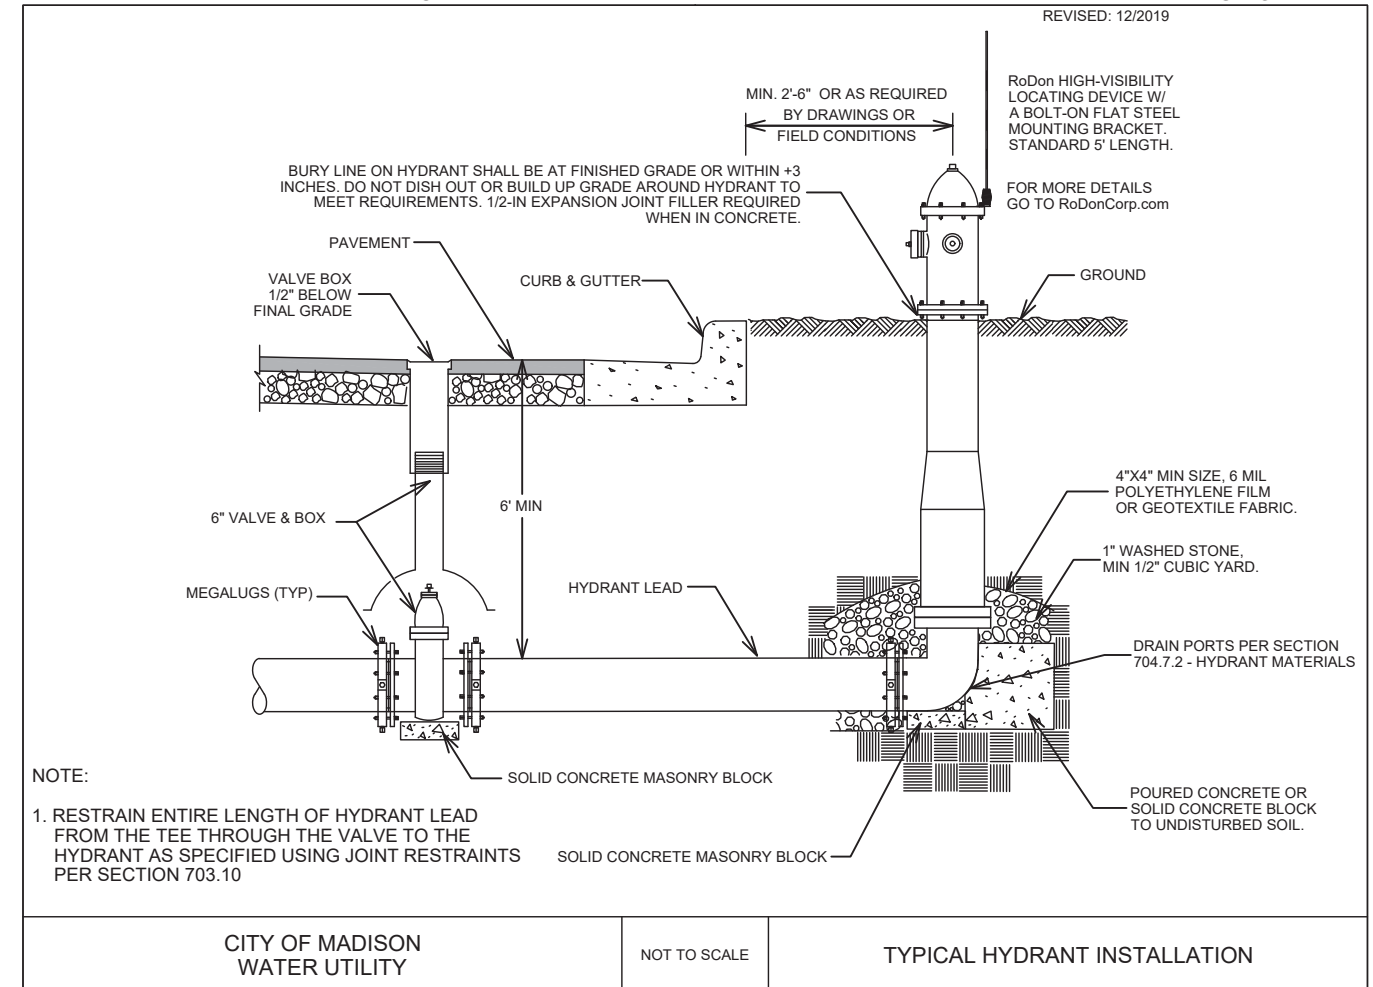 REVISED: 12/2019
RoDon HIGH-VISIBILITY
LOCATING DEVICE W/
A BOLT-ON FLAT STEEL
MOUNTING BRACKET.
STANDARD 5' LENGTH.
FOR MORE DETAILS
GO TO RoDonCorp.com
MIN. 2'-6" OR AS REQUIRED
BY DRAWINGS OR
FIELD CONDITIONS
BURY LINE ON HYDRANT SHALL BE AT FINISHED GRADE OR WITHIN +3
INCHES. DO NOT DISH OUT OR BUILD UP GRADE AROUND HYDRANT TO
MEET REQUIREMENTS. 1/2-IN EXPANSION JOINT FILLER REQUIRED
WHEN IN CONCRETE.
PAVEMENT
VALVE BOX
1/2" BELOW
FINAL GRADE
CURB & GUTTER
GROUND
4"X4" MIN SIZE, 6 MIL
POLYETHYLENE FILM
OR GEOTEXTILE FABRIC.
6' MIN
6" VALVE & BOX
1" WASHED STONE,
MIN 1/2" CUBIC YARD.
MEGALUGS (TYP)
HYDRANT LEAD
DRAIN PORTS PER SECTION
704.7.2 - HYDRANT MATERIALS
SOLID CONCRETE MASONRY BLOCK
POURED CONCRETE OR
SOLID CONCRETE BLOCK
TO UNDISTURBED SOIL.
SOLID CONCRETE MASONRY BLOCK
NOTE:
1. RESTRAIN ENTIRE LENGTH OF HYDRANT LEAD
FROM THE TEE THROUGH THE VALVE TO THE
HYDRANT AS SPECIFIED USING JOINT RESTRAINTS
PER SECTION 703.10
CITY OF MADISON
WATER UTILITY
NOT TO SCALE
TYPICAL HYDRANT INSTALLATION